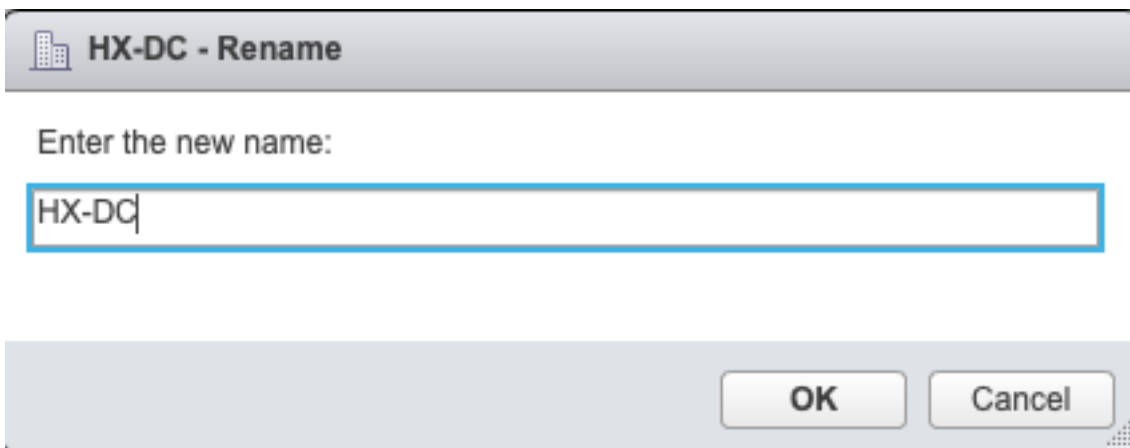 HX-DC - Rename
Enter the new name:
HX-DC
OK Cancel